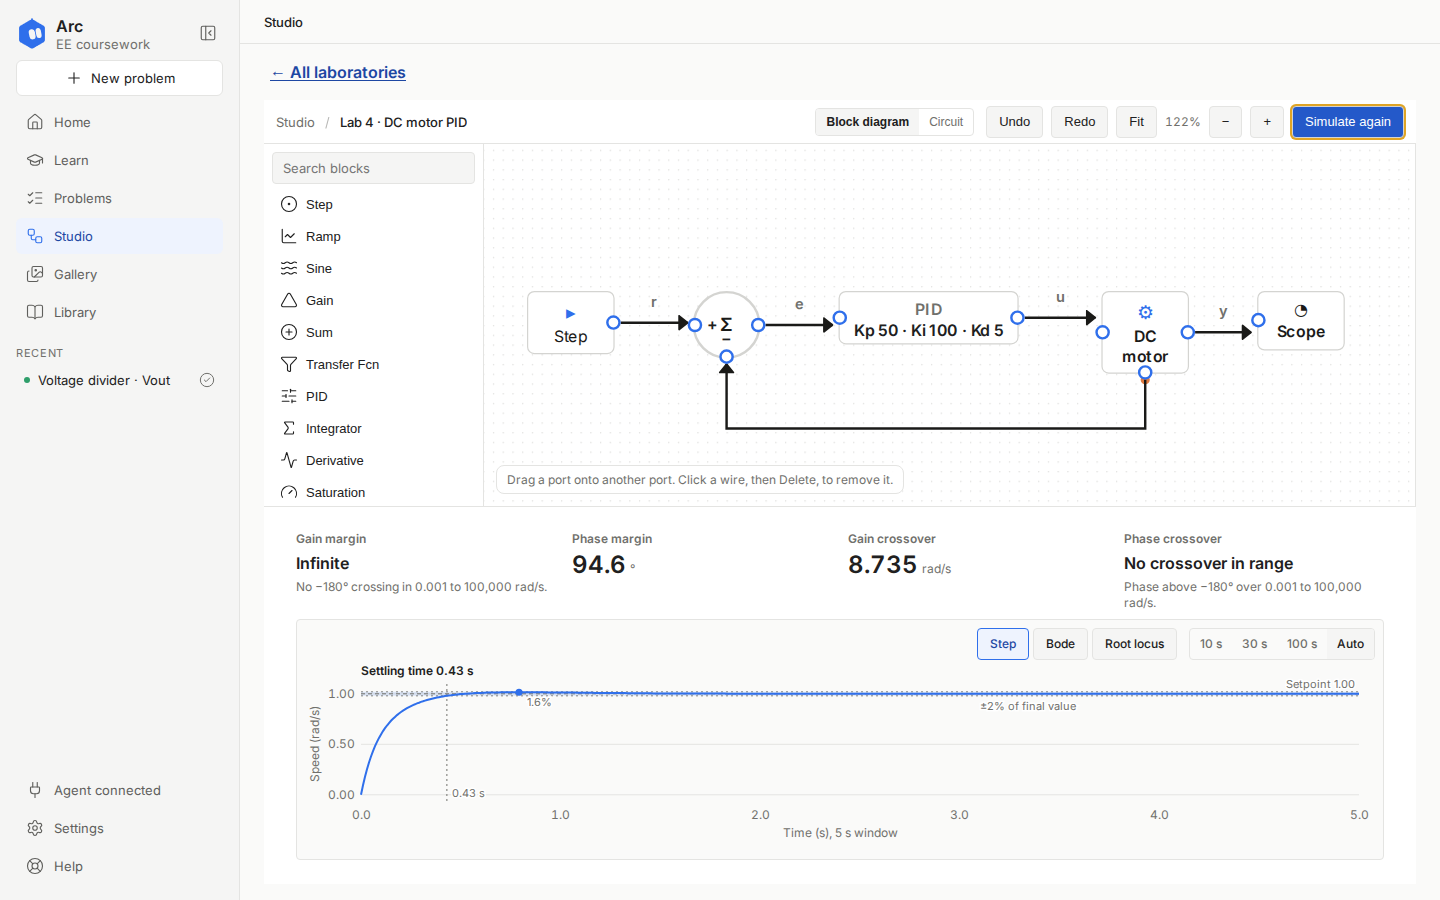 Arc
EE coursework
New problem
Home
Learn
Problems
Studio
Gallery
Library
RECENT
Voltage divider · Vout
Agent connected
Settings
Help
Studio
← All laboratories
Studio / Lab 4 · DC motor PID
Block diagram Circuit Undo Redo Fit 122% − + Simulate again
Search blocks
Step
Ramp
Sine
Gain
Sum
Transfer Fcn
PID
Integrator
Derivative
Saturation
Step
r
+ Σ
−
e
PID
Kp 50 · Ki 100 · Kd 5
u
DC
motor
y
Scope
Drag a port onto another port. Click a wire, then Delete, to remove it.
Gain margin
Infinite
No −180° crossing in 0.001 to 100,000 rad/s.
Phase margin
94.6 °
Gain crossover
8.735 rad/s
Phase crossover
No crossover in range
Phase above −180° over 0.001 to 100,000
rad/s.
Step Bode Root locus 10 s 30 s 100 s Auto
Settling time 0.43 s
Setpoint 1.00
1.6%
±2% of final value
Speed (rad/s)
1.00
0.50
0.00
0.43 s
0.0 1.0 2.0 3.0 4.0 5.0
Time (s), 5 s window